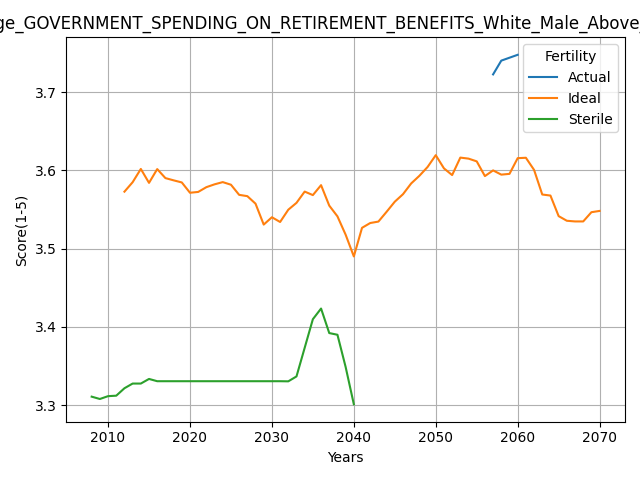 ge_GOVERNMENT_SPENDING_ON_RETIREMENT_BENEFITS_White_Male_Above_
Fertility
Actual
Ideal
Sterile
3.7
3.6
3.5
3.4
3.3
Score(1-5)
2010 2020 2030 2040 2050 2060 2070
Years